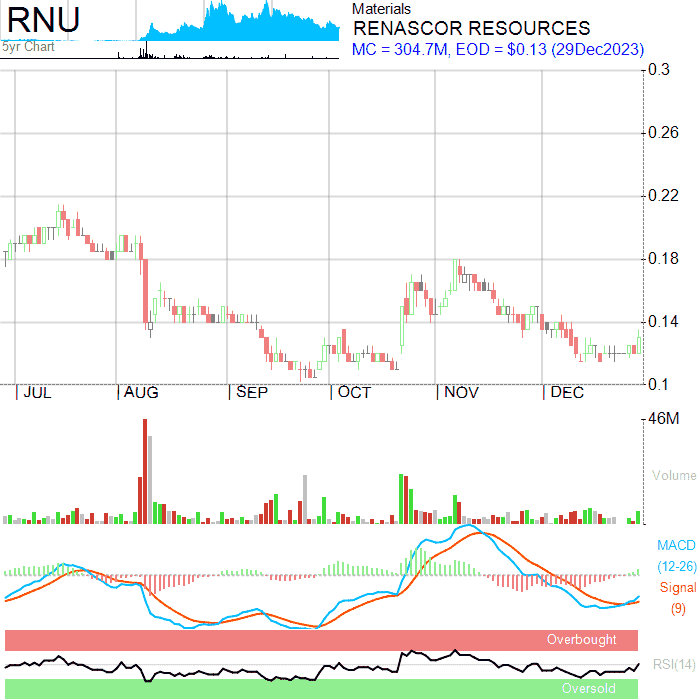 RNU
5yr Chart
Materials
RENASCOR RESOURCES
MC = 304.7M, EOD = $0.13 (29Dec2023)
0.3
0.26
0.22
0.18
0.14
0.1
JUL AUG SEP OCT NOV DEC
46M
Volume
MACD
(12-26)
Signal
(9)
Overbought
RSI(14)
Oversold